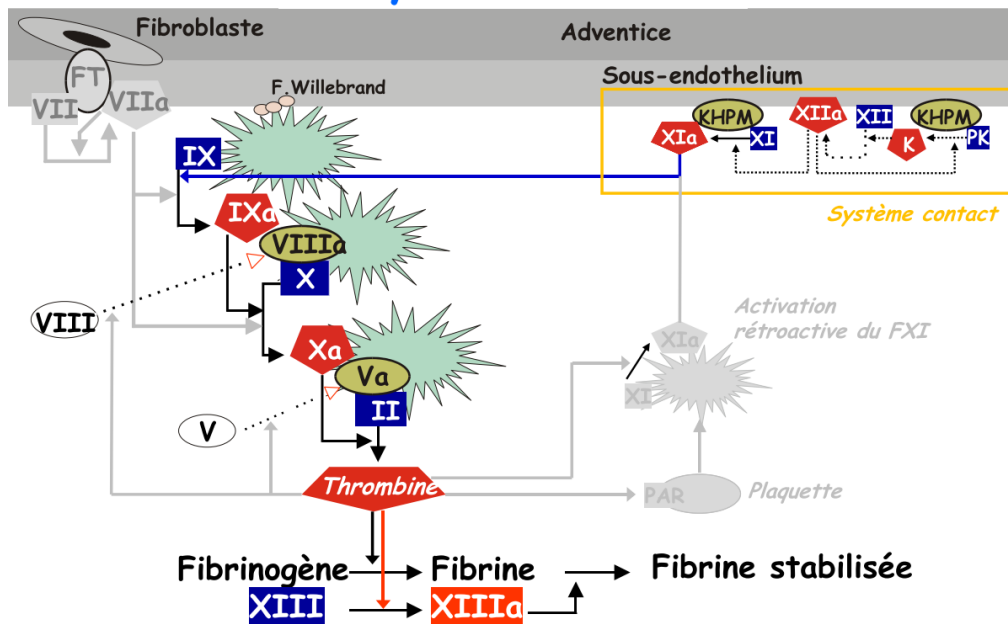 Fibroblaste
Adventice
Sous-endothelium
FT
VII
VIIa
F.Willebrand
KHPM
XIIa
XII
KHPM
XIa
XI
K
PK
IX
Système contact
IXa
VIIIa
X
VIII
Activation
rétroactive du FXI
Xa
XIa
Va
XI
II
V
Thrombine
PAR
Plaquette
Fibrinogène
Fibrine
Fibrine stabilisée
XIII
XIIIa